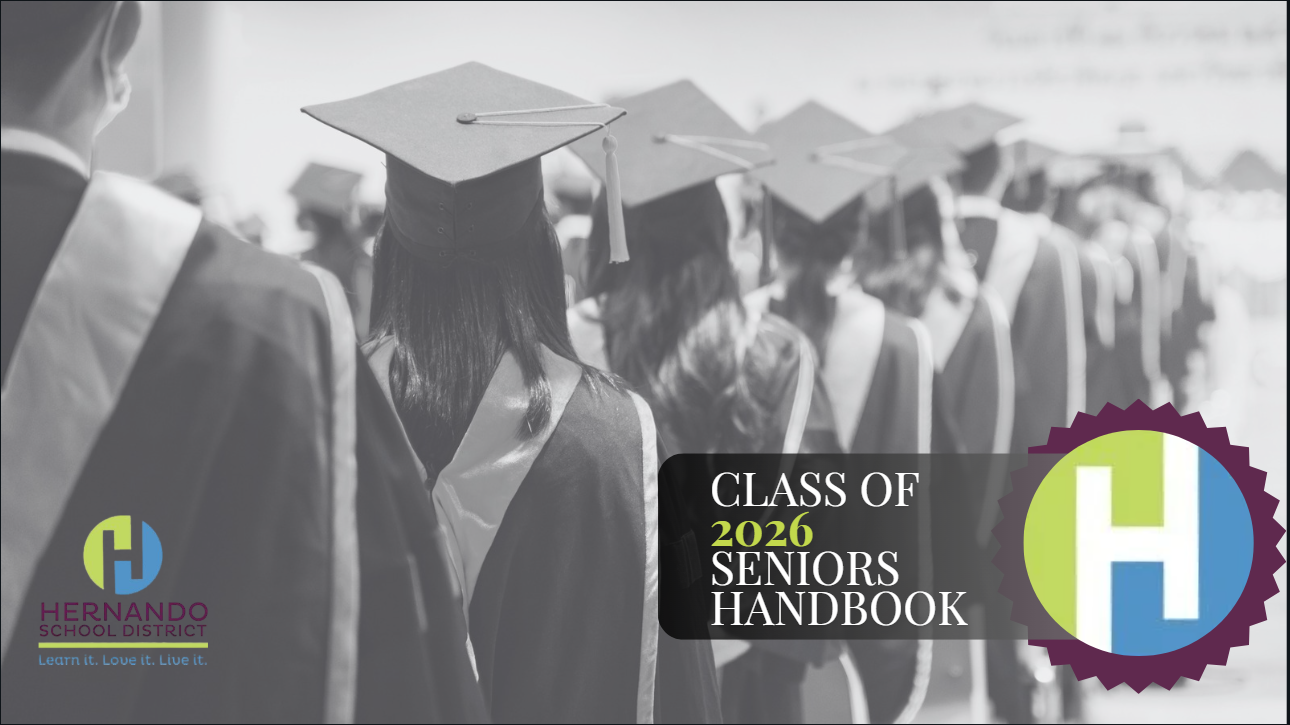 CLASS OF
2026
SENIORS
HANDBOOK
HERNANDO
SCHOOL DISTRICT
Learn it. Love it. Live it.